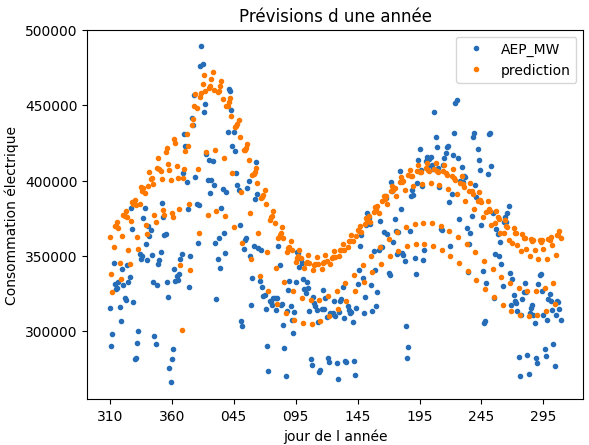 Prévisions d une année
AEP_MW
prediction
Consommation électrique
500000
450000
400000
350000
300000
310 360 045 095 145 195 245 295
jour de l année